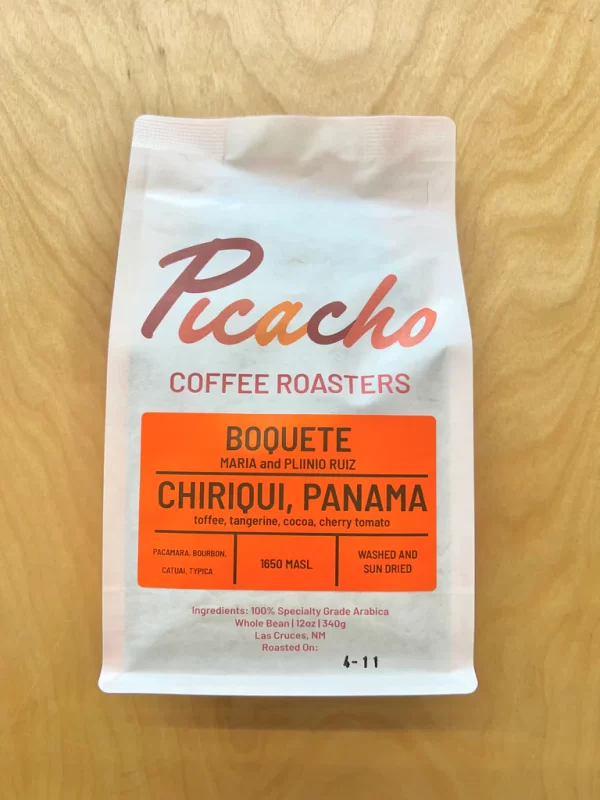 Picacho
COFFEE ROASTERS
BOQUETE
MARIA and PLIINIO RUIZ
CHIRIQUI, PANAMA
toffee, tangerine, cocoa, cherry tomato
PACAMARA, BOURBON,
CATUAI, TYPICA
1650 MASL
WASHED AND
SUN DRIED
Ingredients: 100% Specialty Grade Arabica
Whole Bean | 12oz | 340g
Las Cruces, NM
Roasted On:
4-11